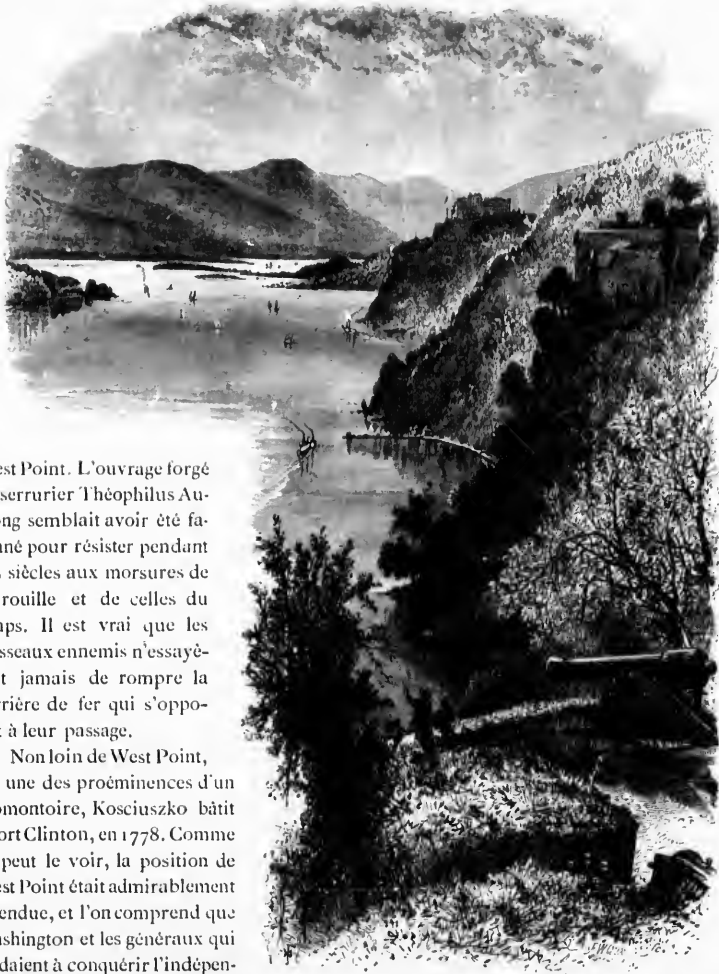 est Point. L'ouvrage forgé
serrurier Théophilus Au-
ng semblait avoir été fa-
né pour résister pendant
siècles aux morsures de
rouille et de celles du
ps. Il est vrai que les
sseaux ennemis n'essayè-
t jamais de rompre la
rière de fer qui s'oppo-
t à leur passage.
Non loin de West Point,
une des proéminences d'un
omontoire, Kosciuszko bâtit
ort Clinton, en 1778. Comme
peut le voir, la position de
est Point était admirablement
endue, et l'on comprend que
ashington et les généraux qui
daient à conquérir l'indépen-